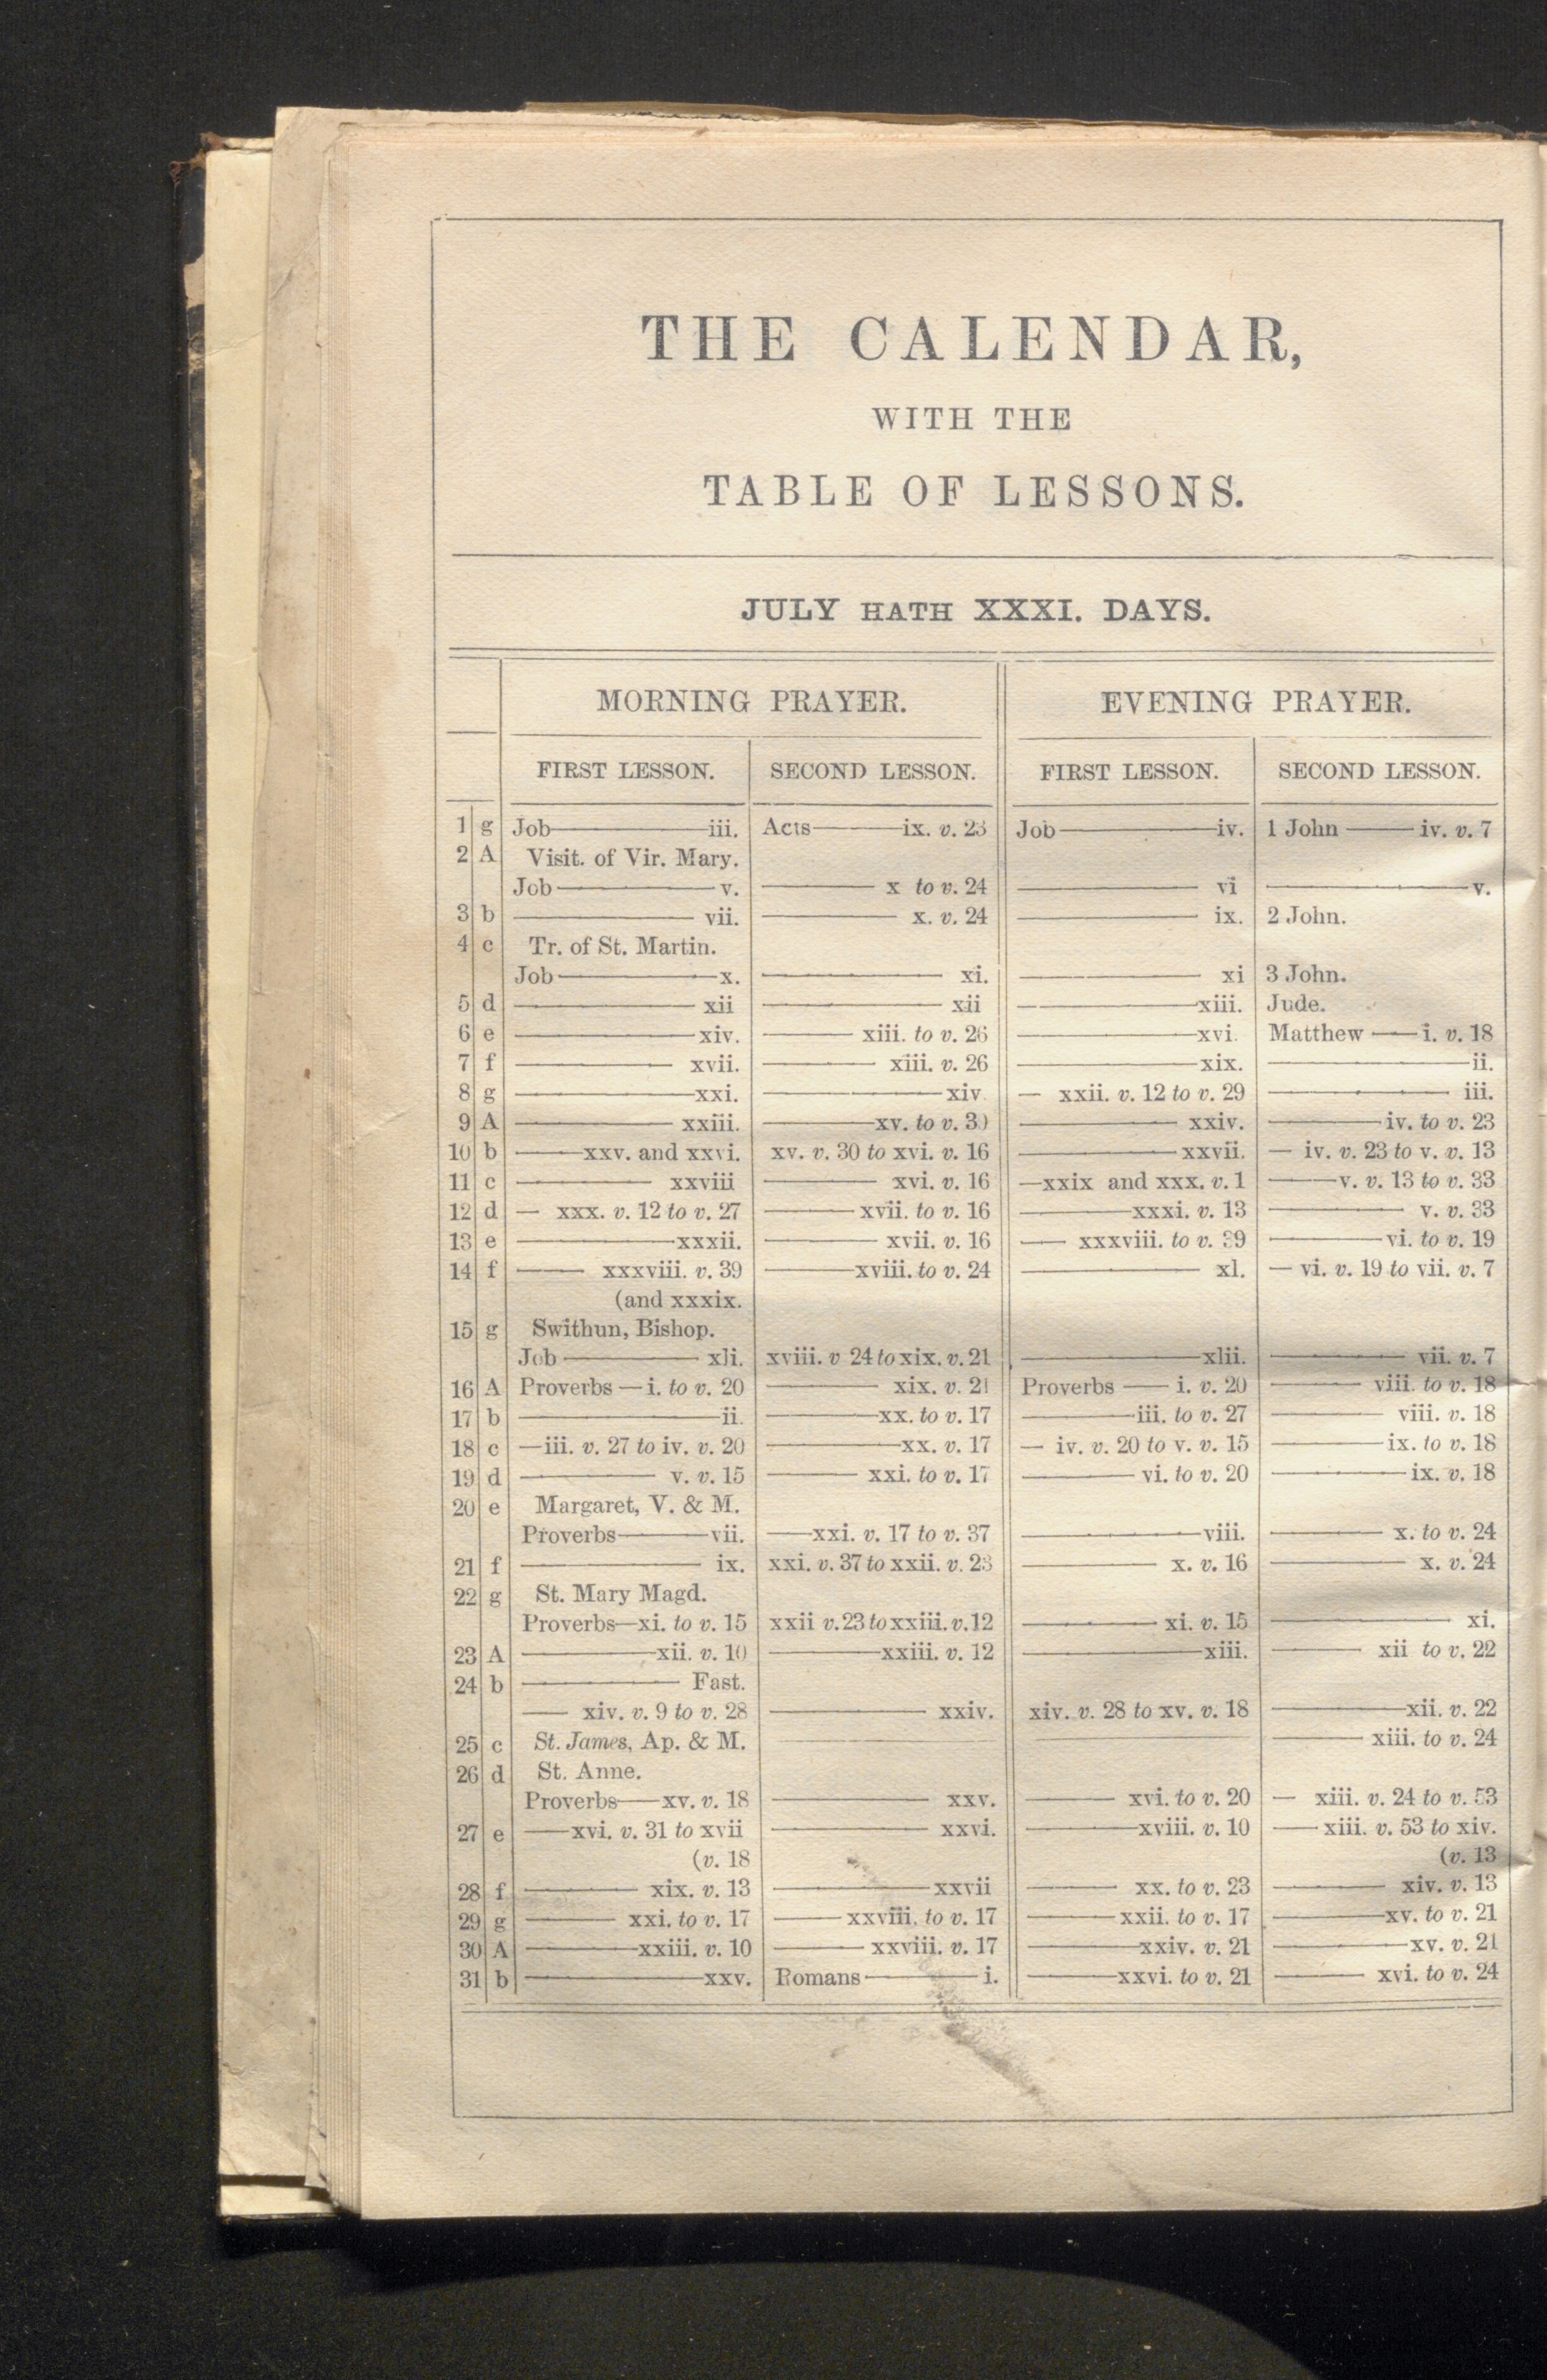 THE CALENDAR,
WITH THE
TABLE OF LESSONS.
JULY HATH XXXI. DAYS.
MORNING PRAYER. EVENING PRAYER.
FIRST LESSON. SECOND LESSON. FIRST LESSON. SECOND LESSON.
1 g Job——iii. Acts——ix. v. 23 Job——iv. 1 John——iv. v. 7
2 A Visit. of Vir. Mary.
Job——v. ——x to v. 24 ——vi ——v.
3 b ——vii. ——x. v. 24 ——ix. 2 John.
4 c Tr. of St. Martin.
Job——x. ——xi. ——xi 3 John.
5 d ——xii ——xii ——xiii. Jude.
6 e ——xiv. ——xiii. to v. 26 ——xvi. Matthew——i. v. 18
7 f ——xvii. ——xiii. v. 26 ——xix. ——ii.
8 g ——xxi. ——xiv ——xxii. v. 12 to v. 29 ——iii.
9 A ——xxiii. ——xv. to v. 30 ——xxiv. ——iv. to v. 23
10 b ——xxv. and xxvi. xv. v. 30 to xvi. v. 16 ——xxvii. ——iv. v. 23 to v. v. 13
11 c ——xxviii ——xvi. v. 16 —xxix and xxx. v. 1 ——v. v. 13 to v. 33
12 d — xxx. v. 12 to v. 27 ——xvii. to v. 16 ——xxxi. v. 13 ——v. v. 33
13 e ——xxxii. ——xvii. v. 16 ——xxxviii. to v. 39 ——vi. to v. 19
14 f ——xxxviii. v. 39 ——xviii. to v. 24 ——xl. — vi. v. 19 to vii. v. 7
(and xxxix.
15 g Swithun, Bishop.
Job——xli. xviii. v 24 to xix. v. 21 ——xlii. ——vii. v. 7
16 A Proverbs—i. to v. 20 ——xix. v. 21 Proverbs——i. v. 20 ——viii. to v. 18
17 b ——ii. ——xx. to v. 17 ——iii. to v. 27 ——viii. v. 18
18 c —iii. v. 27 to iv. v. 20 ——xx. v. 17 — iv. v. 20 to v. v. 15 ——ix. to v. 18
19 d ——v. v. 15 ——xxi. to v. 17 ——vi. to v. 20 ——ix. v. 18
20 e Margaret, V. & M.
Proverbs——vii. ——xxi. v. 17 to v. 37 ——viii. ——x. to v. 24
21 f ——ix. xxi. v. 37 to xxii. v. 23 ——x. v. 16 ——x. v. 24
22 g St. Mary Magd.
Proverbs—xi. to v. 15 xxii v. 23 to xxiii. v. 12 ——xi. v. 15 ——xi.
23 A ——xii. v. 10 ——xxiii. v. 12 ——xiii. ——xii to v. 22
24 b ——Fast.
——xiv. v. 9 to v. 28 ——xxiv. xiv. v. 28 to xv. v. 18 ——xii. v. 22
25 c St. James, Ap. & M. —— —— ——xiii. to v. 24
26 d St. Anne.
Proverbs——xv. v. 18 ——xxv. ——xvi. to v. 20 — xiii. v. 24 to v. 53
27 e ——xvi. v. 31 to xvii ——xxvi. ——xviii. v. 10 ——xiii. v. 53 to xiv.
(v. 18 (v. 13
28 f ——xix. v. 13 ——xxvii ——xx. to v. 23 ——xiv. v. 13
29 g ——xxi. to v. 17 ——xxviii. to v. 17 ——xxii. to v. 17 ——xv. to v. 21
30 A ——xxiii. v. 10 ——xxviii. v. 17 ——xxiv. v. 21 ——xv. v. 21
31 b ——xxv. Romans——i. ——xxvi. to v. 21 ——xvi. to v. 24